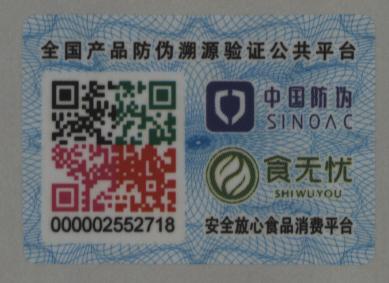 全国产品防伪溯源验证公共平台
中国防伪
SINOAC
食无忧
SHIWUYOU
000002552718
安全放心食品消费平台